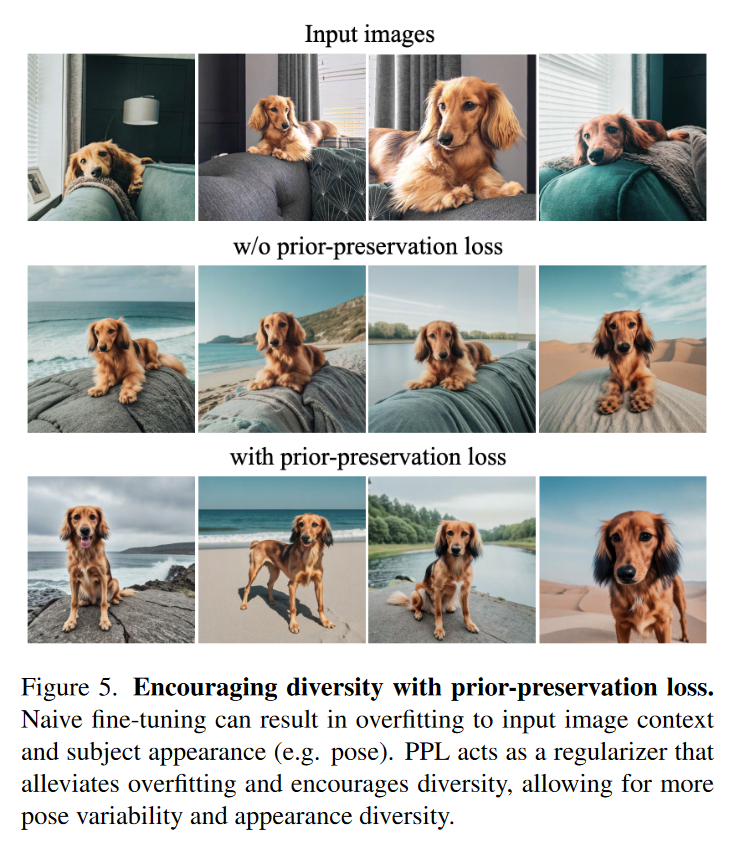 Input images
w/o prior-preservation loss
with prior-preservation loss
Figure 5. Encouraging diversity with prior-preservation loss.
Naive fine-tuning can result in overfitting to input image context
and subject appearance (e.g. pose). PPL acts as a regularizer that
alleviates overfitting and encourages diversity, allowing for more
pose variability and appearance diversity.